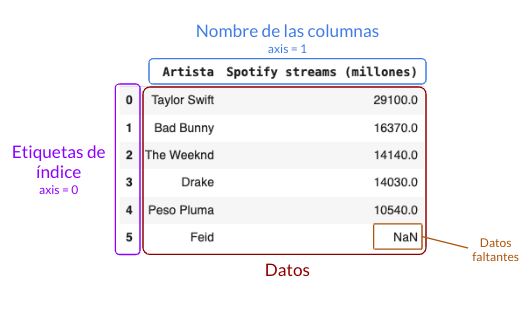 Nombre de las columnas
axis = 1
Artista Spotify streams (millones)
0 Taylor Swift 29100.0
1 Bad Bunny 16370.0
Etiquetas de
índice
axis = 0
2 The Weeknd 14140.0
3 Drake 14030.0
4 Peso Pluma 10540.0
5 Feid NaN
Datos
faltantes
Datos